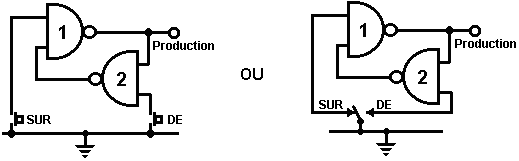 1
Production
2
SUR
DE
OU
1
Production
2
SUR
DE